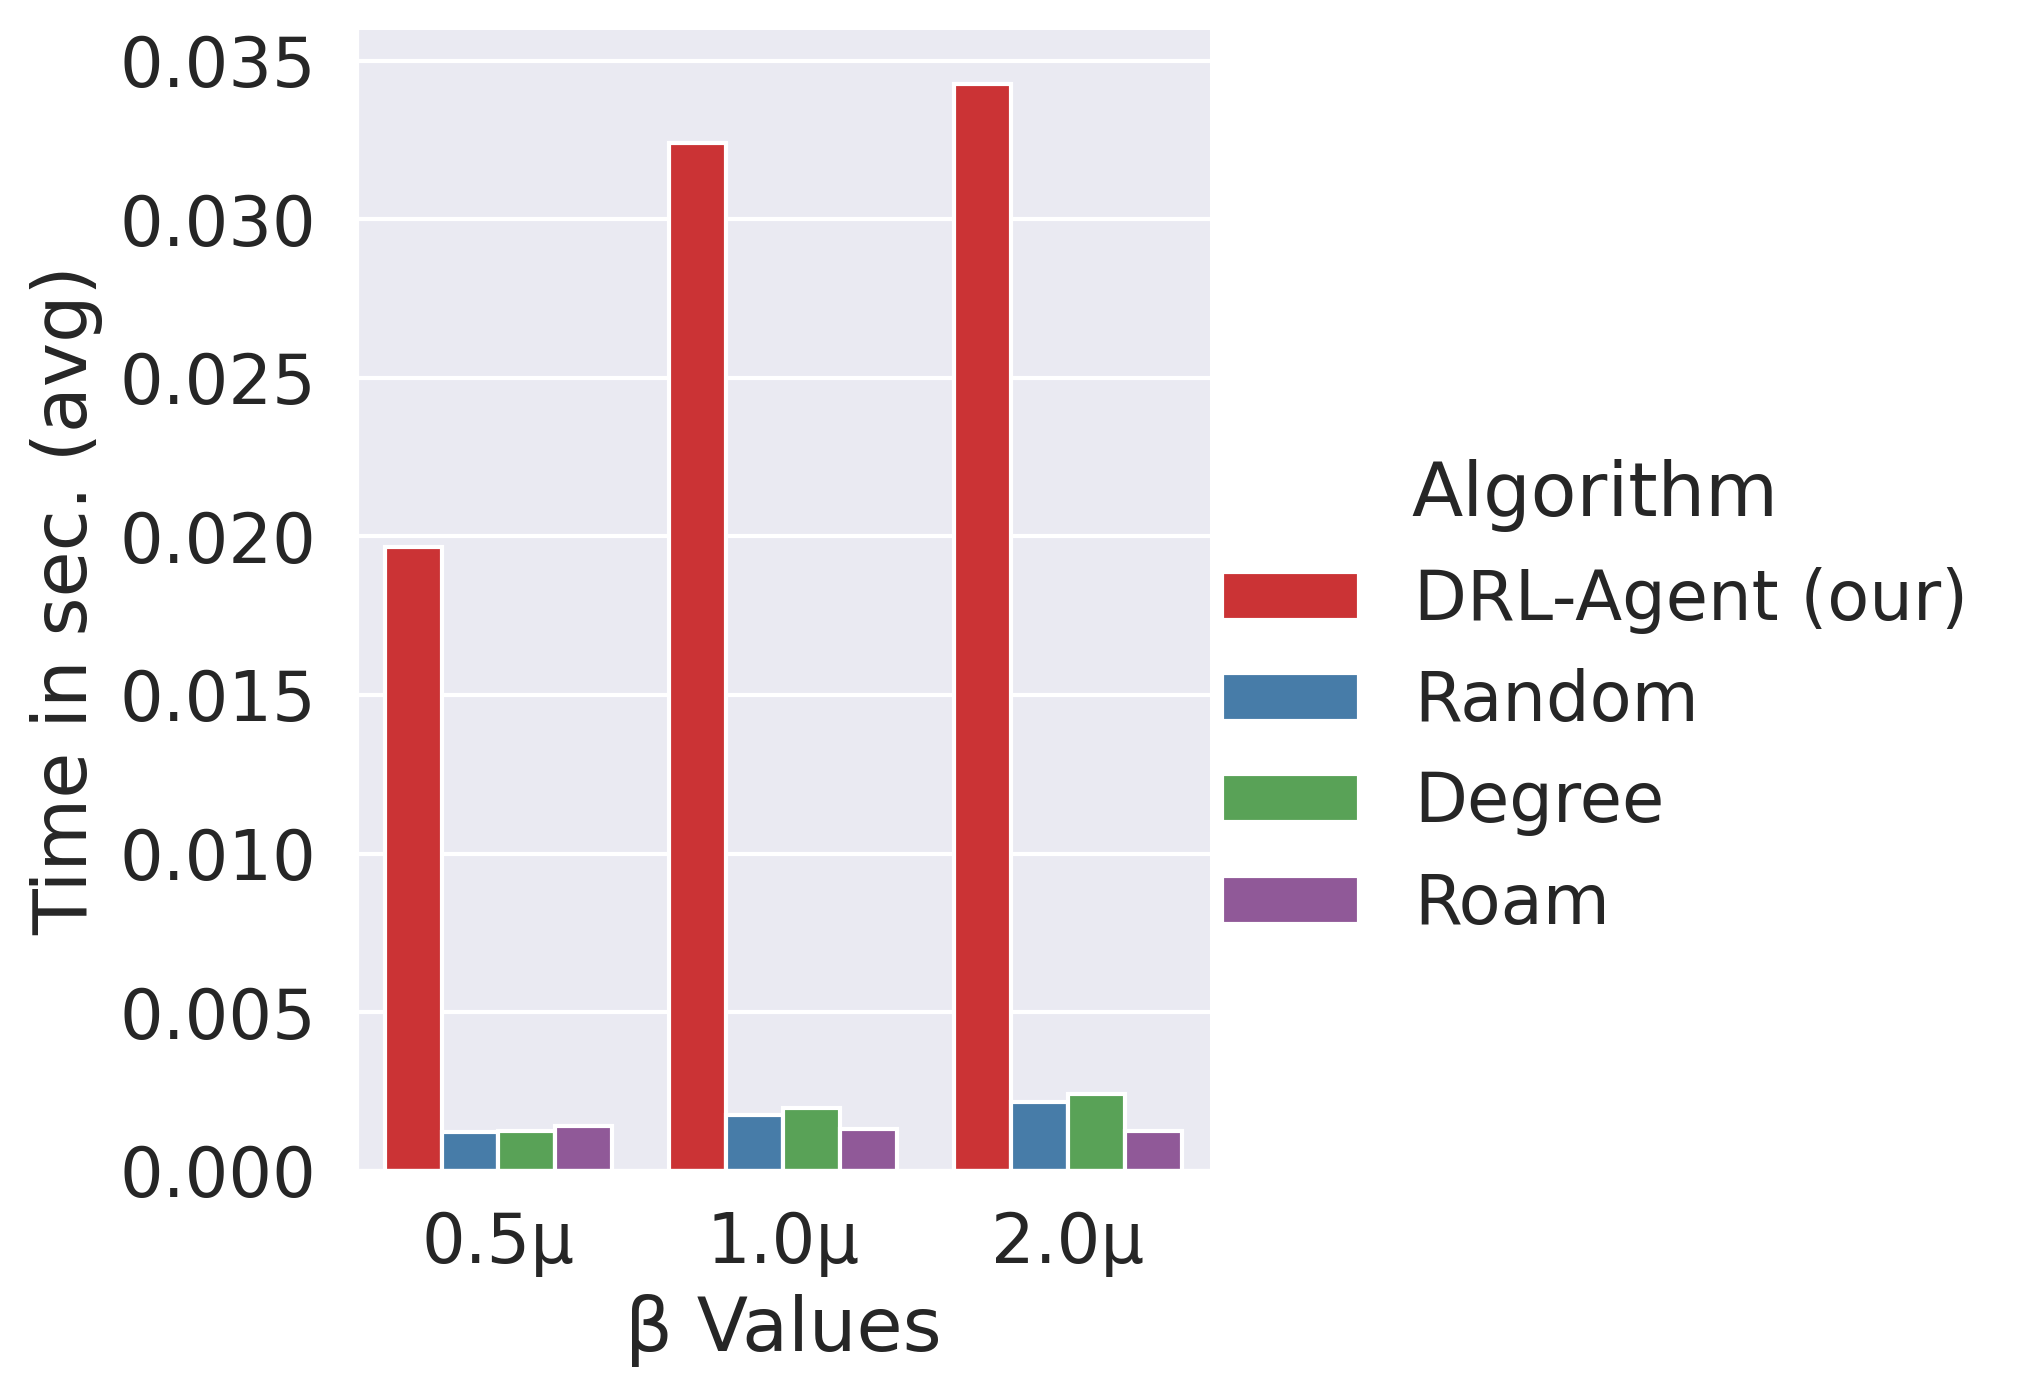 0.035
0.030
0.025
0.020
0.015
0.010
0.005
0.000
Time in sec. (avg)
0.5μ 1.0μ 2.0μ
β Values
Algorithm
DRL-Agent (our)
Random
Degree
Roam